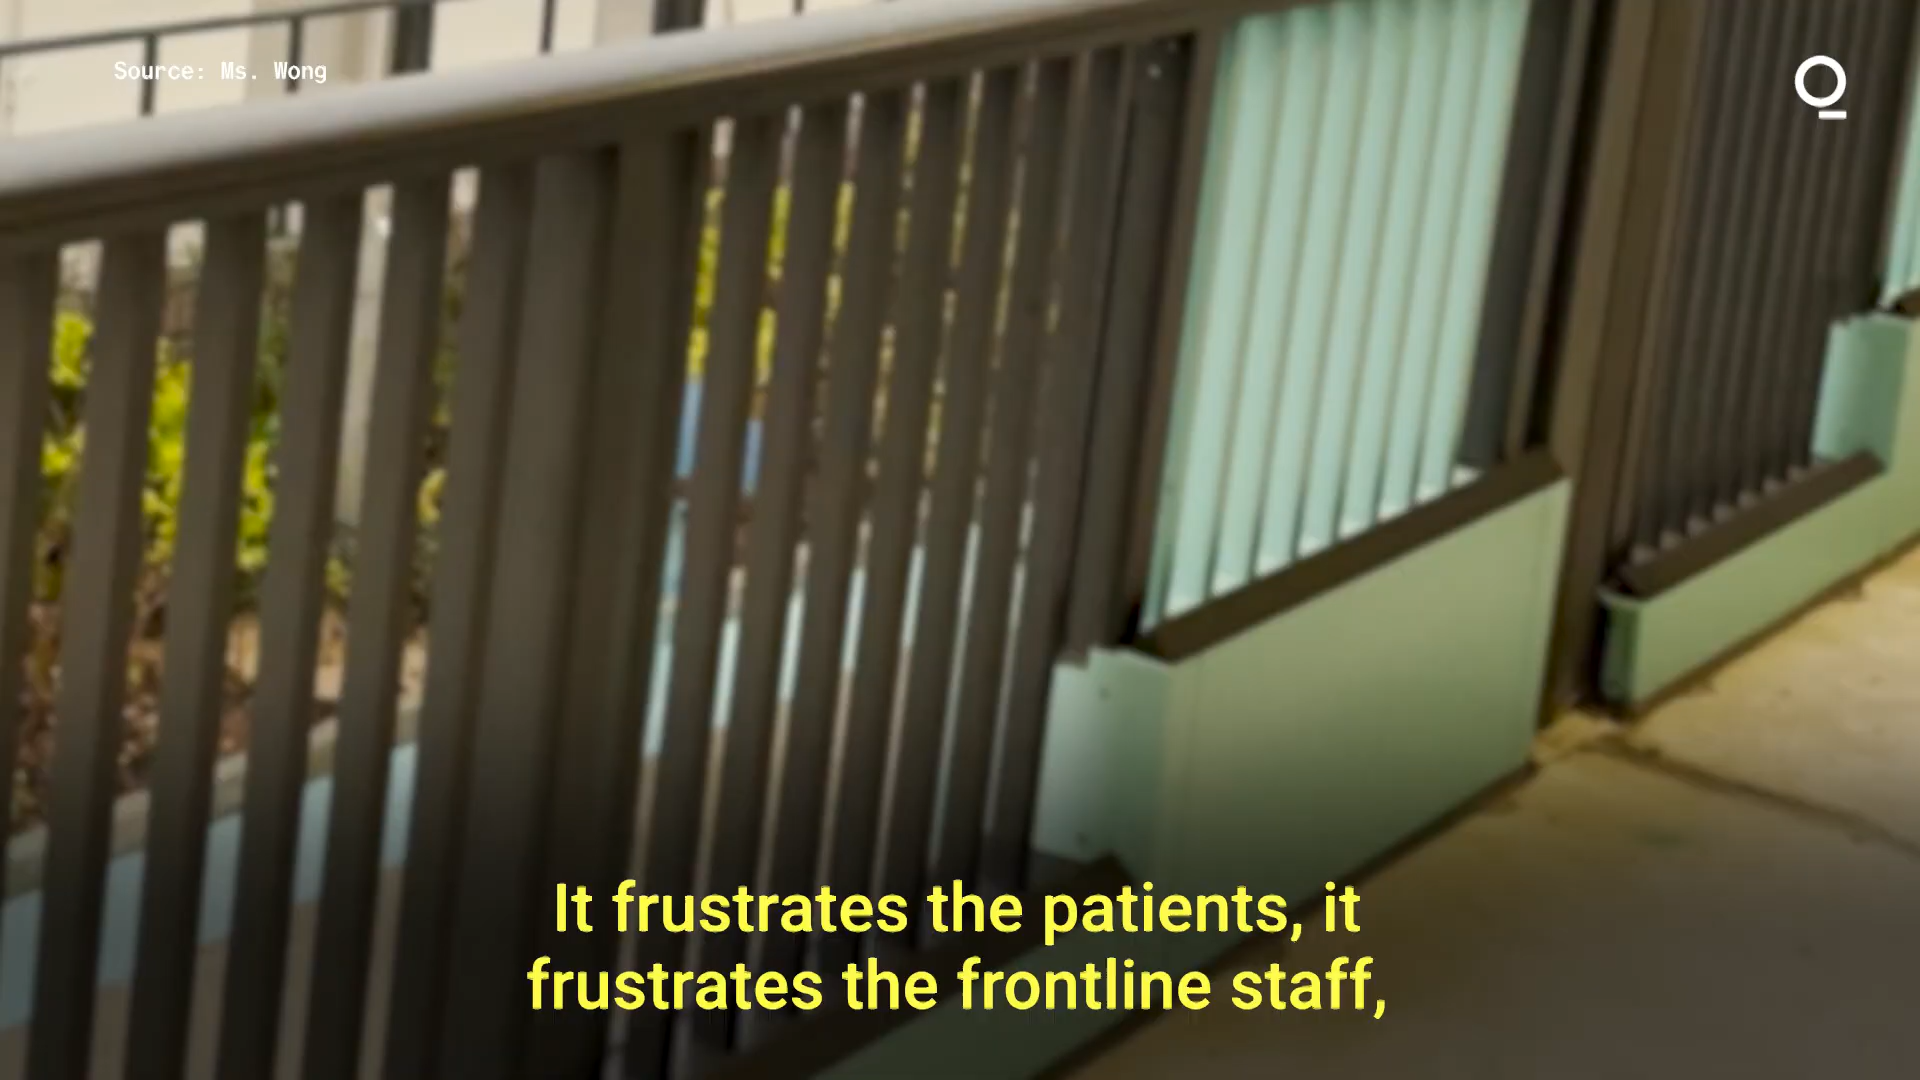 Source: Ms. Wong
It frustrates the patients, it
frustrates the frontline staff,